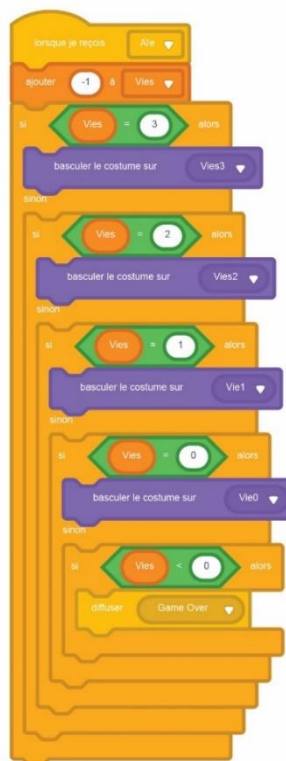 lorsque je reçois Aïe
ajouter -1 à Vies
si Vies = 3 alors
basculer le costume sur Vies3
sinon
si Vies = 2 alors
basculer le costume sur Vies2
sinon
si Vies = 1 alors
basculer le costume sur Vie1
sinon
si Vies = 0 alors
basculer le costume sur Vie0
sinon
si Vies < 0 alors
diffuser Game Over